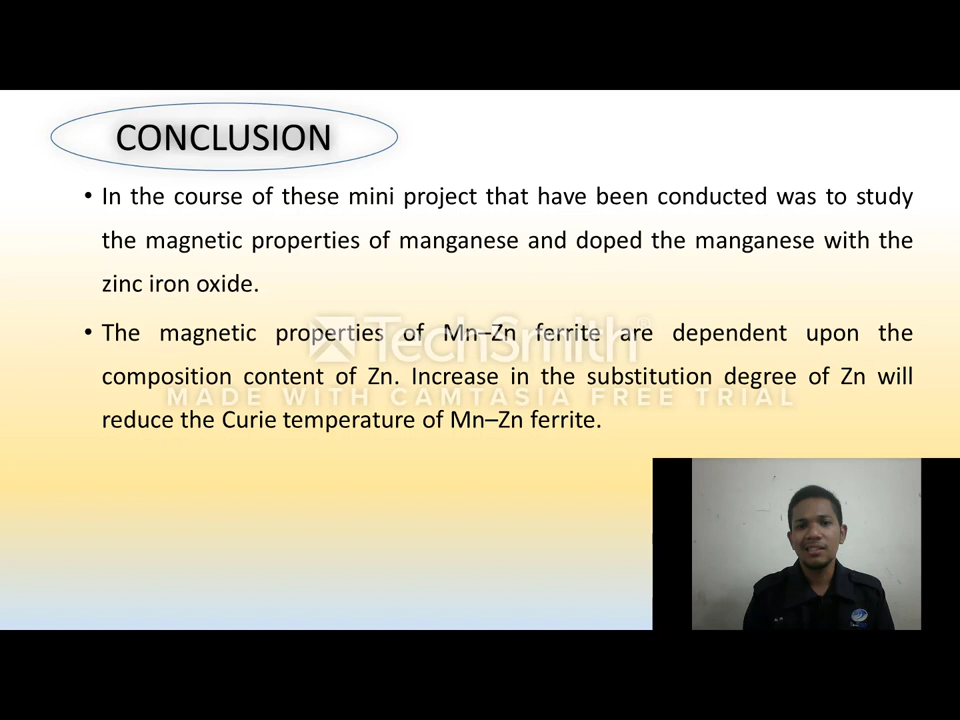 CONCLUSION
• In the course of these mini project that have been conducted was to study
the magnetic properties of manganese and doped the manganese with the
zinc iron oxide.
• The magnetic properties of Mn–Zn ferrite are dependent upon the
TechSmith
composition content of Zn. Increase in the substitution degree of Zn will
MADE WITH CAMTASIA FREE TRIAL
reduce the Curie temperature of Mn–Zn ferrite.